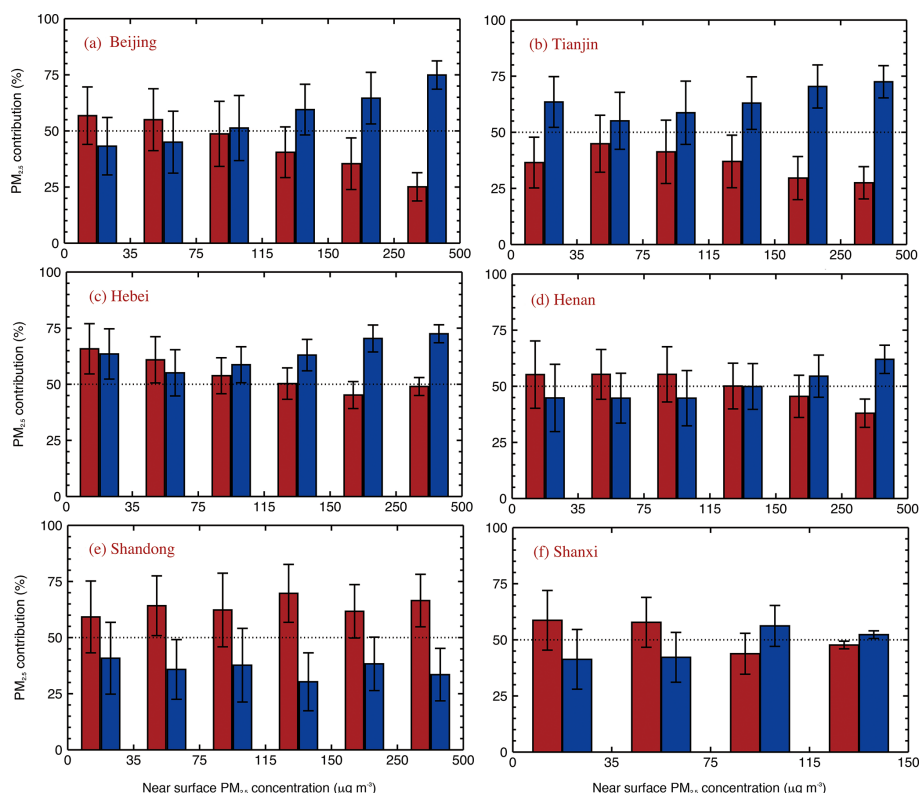 (a) Beijing
PM2.5 contribution (%)
100
75
50
25
0
0 35 75 115 150 250 500
(b) Tianjin
100
75
50
25
0
0 35 75 115 150 250 500
(c) Hebei
PM2.5 contribution (%)
100
75
50
25
0
0 35 75 115 150 250 500
(d) Henan
100
75
50
25
0
0 35 75 115 150 250 500
(e) Shandong
PM2.5 contribution (%)
100
75
50
25
0
0 35 75 115 150 250 500
Near surface PM2.5 concentration (μg m-3)
(f) Shanxi
100
75
50
25
0
0 35 75 115 150
Near surface PM2.5 concentration (μg m-3)